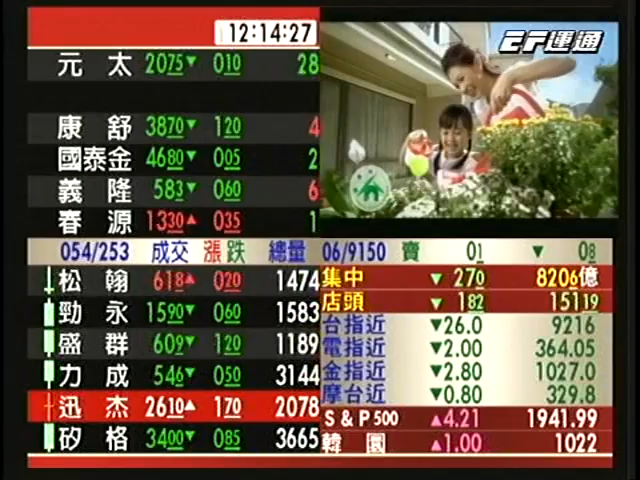 12:14:27
EF運通
元太 2075▼ 010 28
康舒 3870▼ 120 4
國泰金 4680▼ 005 2
義隆 583▼ 060 6
春源 1330▲ 035 1
054/253 成交 漲跌 總量 06/9150 賣 01 ▼ 08
松翰 618▲ 020 1474
勁永 1590▼ 060 1583
盛群 609▼ 120 1189
力成 546▼ 050 3144
迅杰 2610▲ 170 2078
矽格 3400▼ 085 3665
集中 ▼ 270 8206億
店頭 ▼ 182 15119
台指近 ▼26.0 9216
電指近 ▼2.00 364.05
金指近 ▼2.80 1027.0
摩台近 ▼0.80 329.8
S & P 500 ▲4.21 1941.99
韓圜 ▲1.00 1022